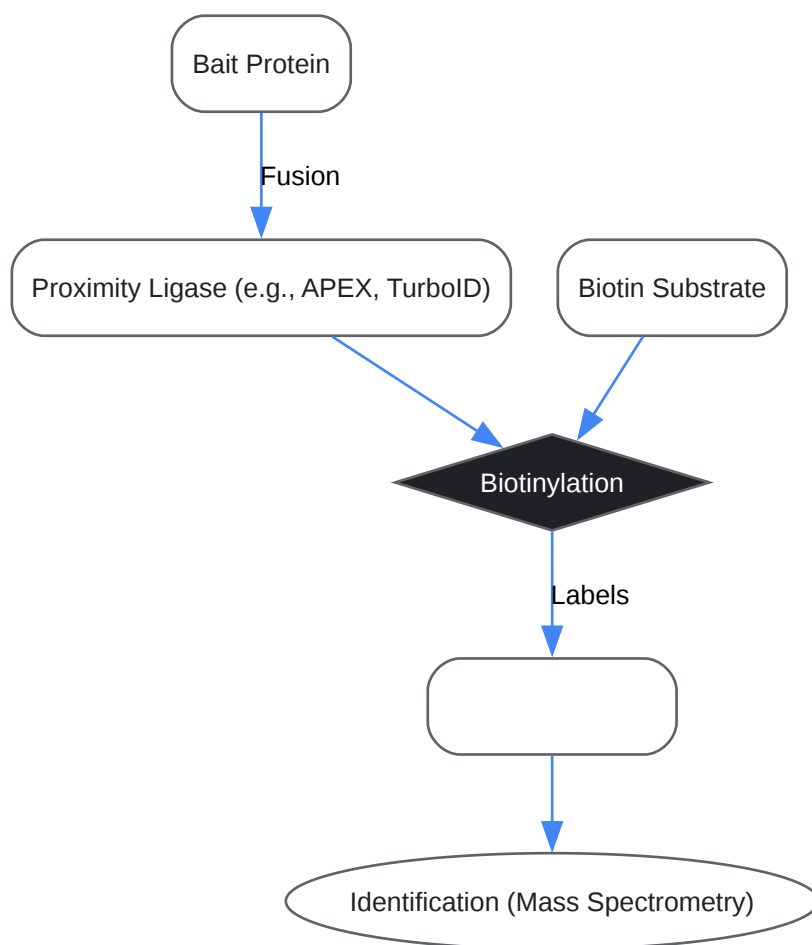 Bait Protein
Fusion
Proximity Ligase (e.g., APEX, TurboID)
Biotin Substrate
Biotinylation
Labels
Identification (Mass Spectrometry)